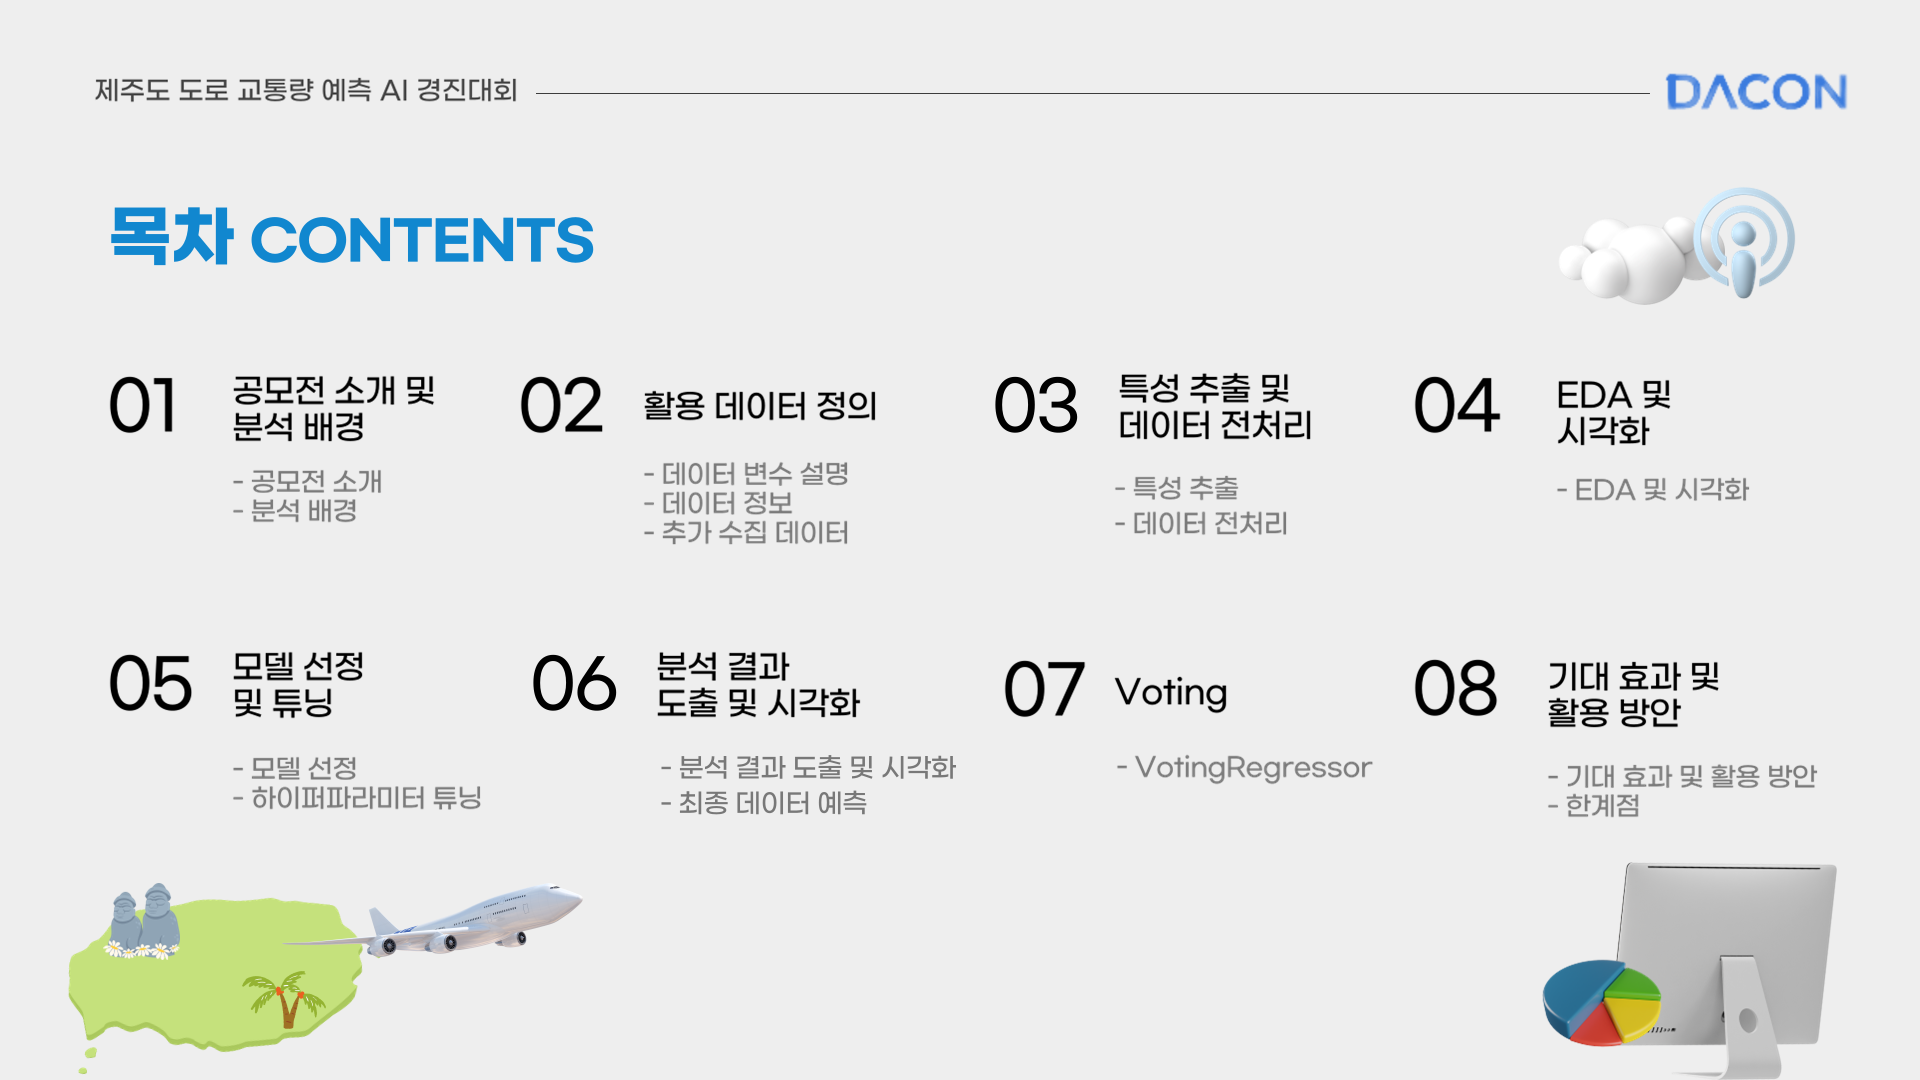 제주도 도로 교통량 예측 AI 경진대회
DACON
목차 CONTENTS
01
공모전 소개 및
분석 배경
- 공모전 소개
- 분석 배경
02
활용 데이터 정의
- 데이터 변수 설명
- 데이터 정보
- 추가 수집 데이터
03
특성 추출 및
데이터 전처리
- 특성 추출
- 데이터 전처리
04
EDA 및
시각화
- EDA 및 시각화
05
모델 선정
및 튜닝
- 모델 선정
- 하이퍼파라미터 튜닝
06
분석 결과
도출 및 시각화
- 분석 결과 도출 및 시각화
- 최종 데이터 예측
07
Voting
- VotingRegressor
08
기대 효과 및
활용 방안
- 기대 효과 및 활용 방안
- 한계점